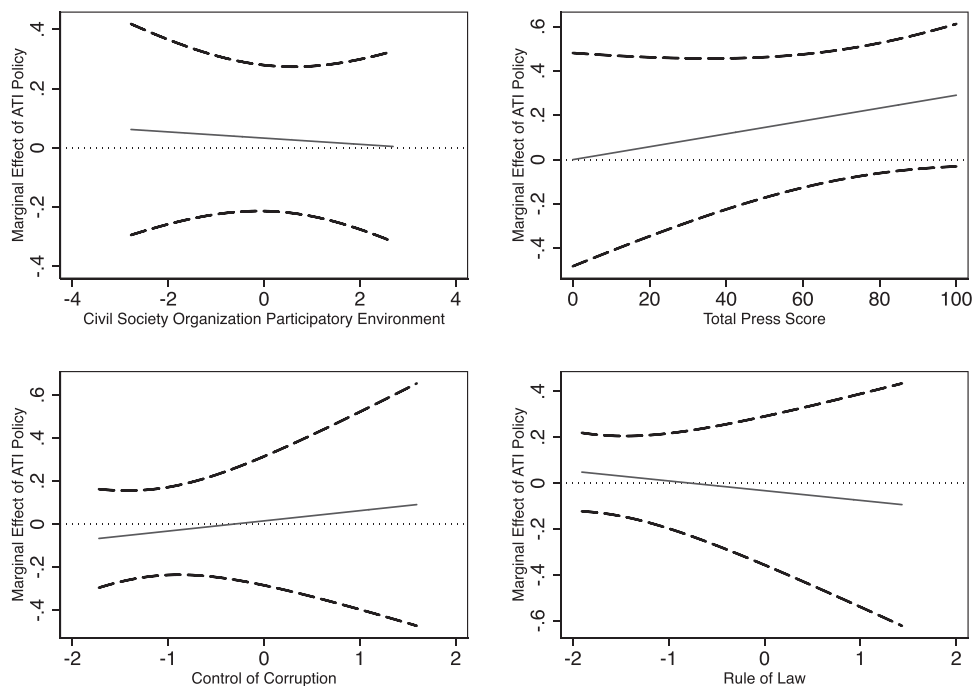 Marginal Effect of ATI Policy
.4
.2
0
-.2
-.4
-4 -2 0 2 4
Civil Society Organization Participatory Environment
Marginal Effect of ATI Policy
.6
.4
.2
0
-.2
-.4
0 20 40 60 80 100
Total Press Score
Marginal Effect of ATI Policy
.6
.4
.2
0
-.2
-.4
-2 -1 0 1 2
Control of Corruption
Marginal Effect of ATI Policy
.4
.2
0
-.2
-.4
-.6
-2 -1 0 1 2
Rule of Law